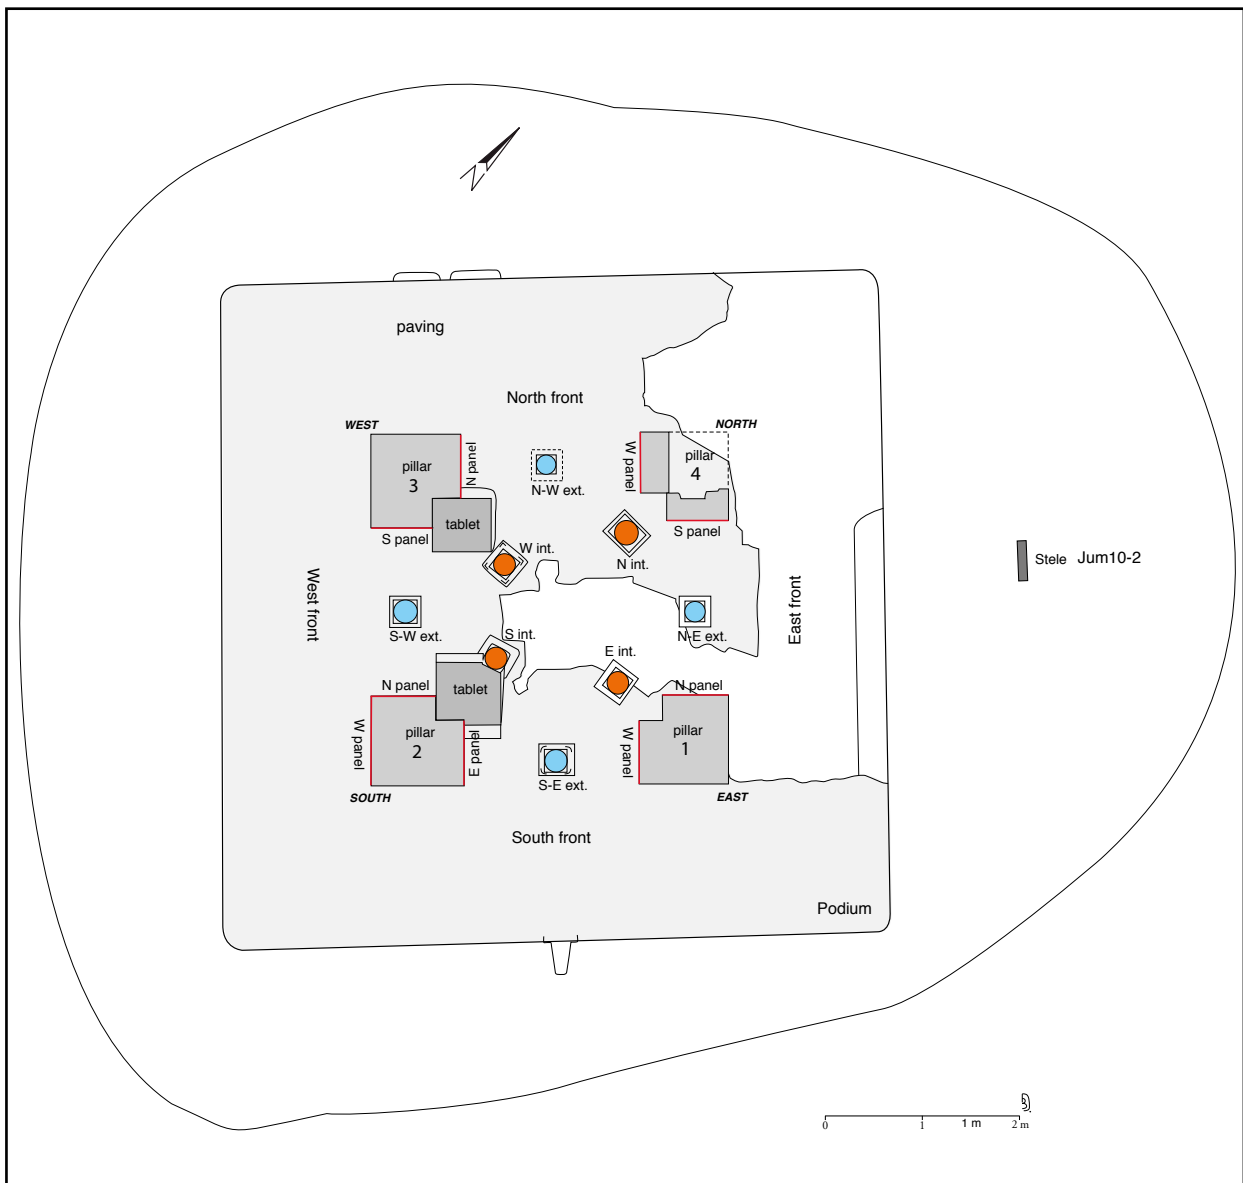 paving
North front
WEST
NORTH
pillar
3
N panel
N-W ext.
W panel
pillar
4
S panel
tablet
S panel
W int.
N int.
Stele Jum10-2
West front
S-W ext.
S int.
N-E ext.
East front
E int.
N panel
tablet
N panel
W panel
pillar
2
E panel
S-E ext.
W panel
pillar
1
SOUTH
EAST
South front
Podium
0
1
1 m
2 m